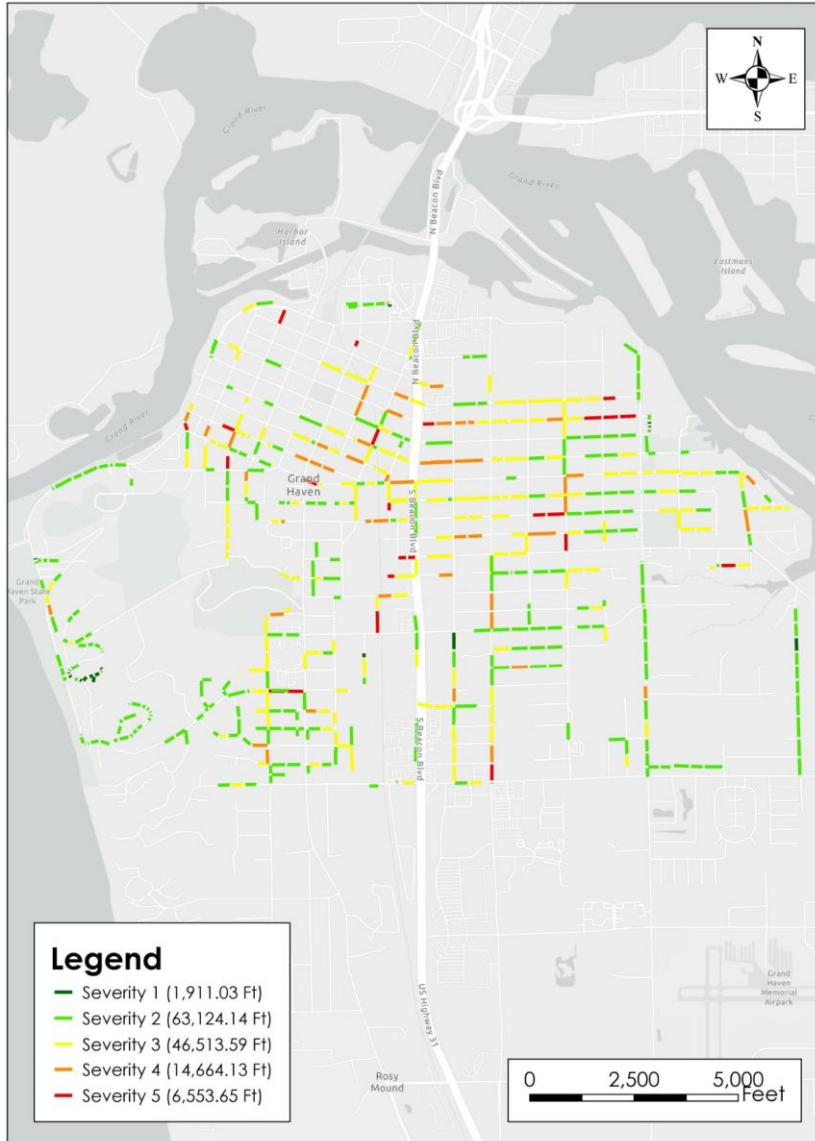 N
W E
S
Grand River
Grand River
N Beacon Blvd
Harbor
Island
Eastmans
Island
N Beacon Blvd
Grand River
Grand
Haven
S Beacon Blvd
Grand
Haven State
Park
S Beacon Blvd
Legend
Severity 1 (1,911.03 Ft)
Severity 2 (63,124.14 Ft)
Severity 3 (46,513.59 Ft)
Severity 4 (14,664.13 Ft)
Severity 5 (6,553.65 Ft)
Grand
Haven
Memorial
Airpark
US Highway 31
Rosy
Mound
0 2,500 5,000
Feet